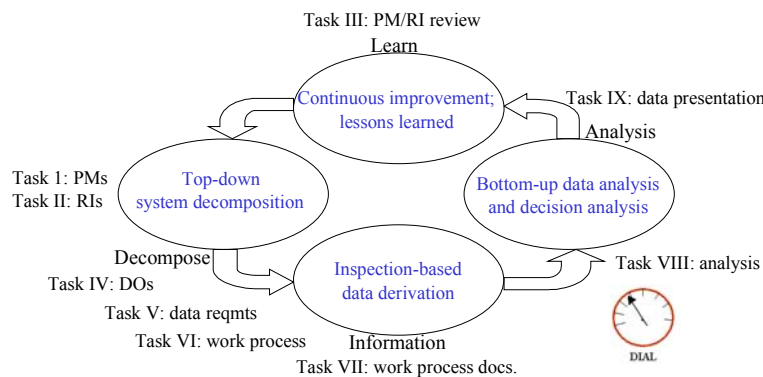 Task III: PM/RI review
Learn
Continuous improvement;
lessons learned
Task IX: data presentation
Analysis
Task 1: PMs
Task II: RIs
Top-down
system decomposition
Bottom-up data analysis
and decision analysis
Decompose
Task IV: DOs
Inspection-based
data derivation
Task VIII: analysis
Task V: data reqmts
Task VI: work process
Information
Task VII: work process docs.
DIAL